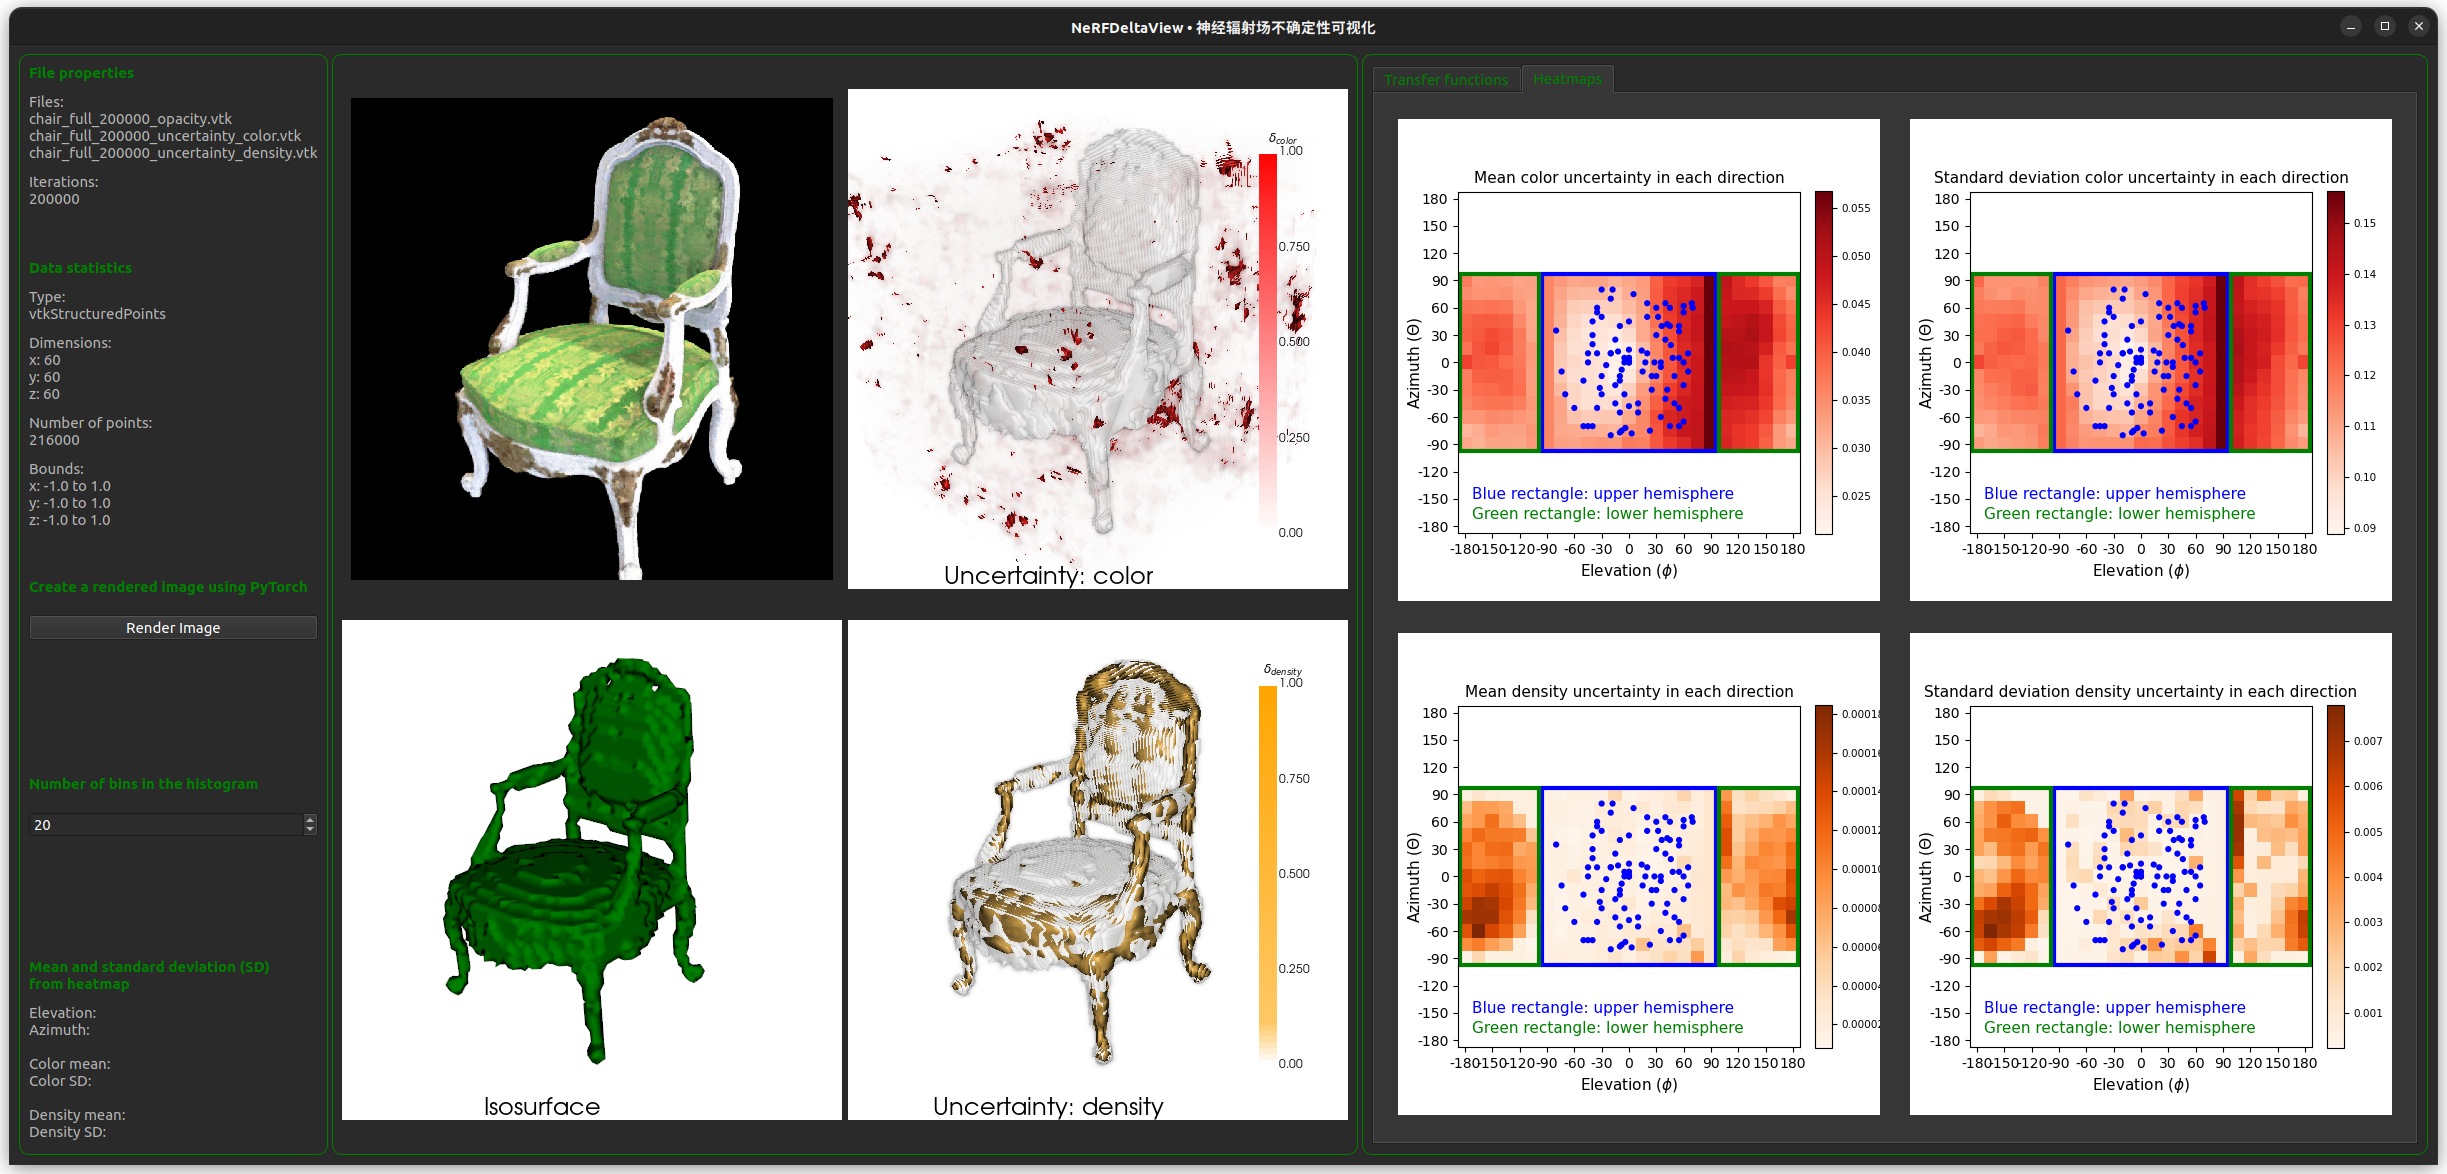 NeRFDeltaView • 神经辐射场不确定性可视化
File properties
Files:
chair_full_200000_opacity.vtk
chair_full_200000_uncertainty_color.vtk
chair_full_200000_uncertainty_density.vtk
Iterations:
200000
Data statistics
Type:
vtkStructuredPoints
Dimensions:
x: 60
y: 60
z: 60
Number of points:
216000
Bounds:
x: -1.0 to 1.0
y: -1.0 to 1.0
z: -1.0 to 1.0
Create a rendered image using PyTorch
Render Image
Number of bins in the histogram
20
Mean and standard deviation (SD)
from heatmap
Elevation:
Azimuth:
Color mean:
Color SD:
Density mean:
Density SD:
δcolor
1.00
0.750
0.500
0.250
0.00
Uncertainty: color
Isosurface
δdensity
1.00
0.750
0.500
0.250
0.00
Uncertainty: density
Transfer functions
Heatmaps
Mean color uncertainty in each direction
180
150
120
90
60
30
0
-30
-60
-90
-120
-150
-180
Azimuth (Θ)
Blue rectangle: upper hemisphere
Green rectangle: lower hemisphere
-180 -150 -120 -90 -60 -30 0 30 60 90 120 150 180
Elevation (ϕ)
0.055
0.050
0.045
0.040
0.035
0.030
0.025
Standard deviation color uncertainty in each direction
180
150
120
90
60
30
0
-30
-60
-90
-120
-150
-180
Azimuth (Θ)
Blue rectangle: upper hemisphere
Green rectangle: lower hemisphere
-180 -150 -120 -90 -60 -30 0 30 60 90 120 150 180
Elevation (ϕ)
0.15
0.14
0.13
0.12
0.11
0.10
0.09
Mean density uncertainty in each direction
180
150
120
90
60
30
0
-30
-60
-90
-120
-150
-180
Azimuth (Θ)
Blue rectangle: upper hemisphere
Green rectangle: lower hemisphere
-180 -150 -120 -90 -60 -30 0 30 60 90 120 150 180
Elevation (ϕ)
0.00018
0.00016
0.00014
0.00012
0.00010
0.00008
0.00006
0.00004
0.00002
Standard deviation density uncertainty in each direction
180
150
120
90
60
30
0
-30
-60
-90
-120
-150
-180
Azimuth (Θ)
Blue rectangle: upper hemisphere
Green rectangle: lower hemisphere
-180 -150 -120 -90 -60 -30 0 30 60 90 120 150 180
Elevation (ϕ)
0.007
0.006
0.005
0.004
0.003
0.002
0.001